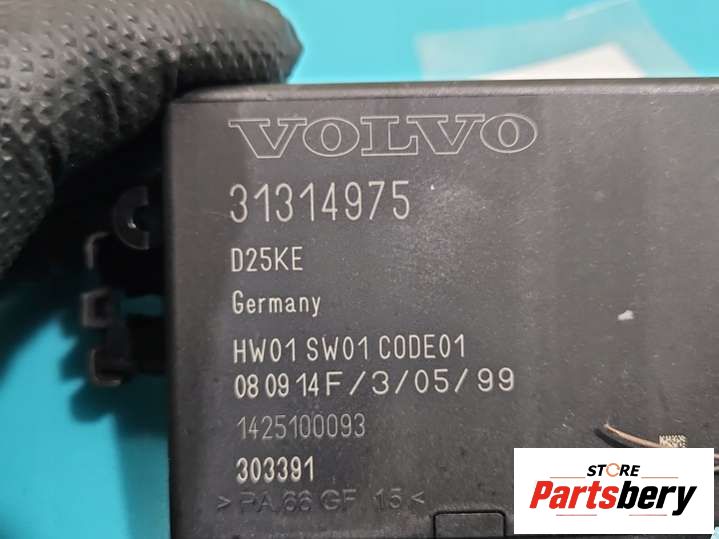 VOLVO
31314975
D25KE
Germany
HW01 SW01 CODE01
08 09 14 F/3/05/99
1425100093
303391
> PA 66 GF 15 <
STORE
Partsbery